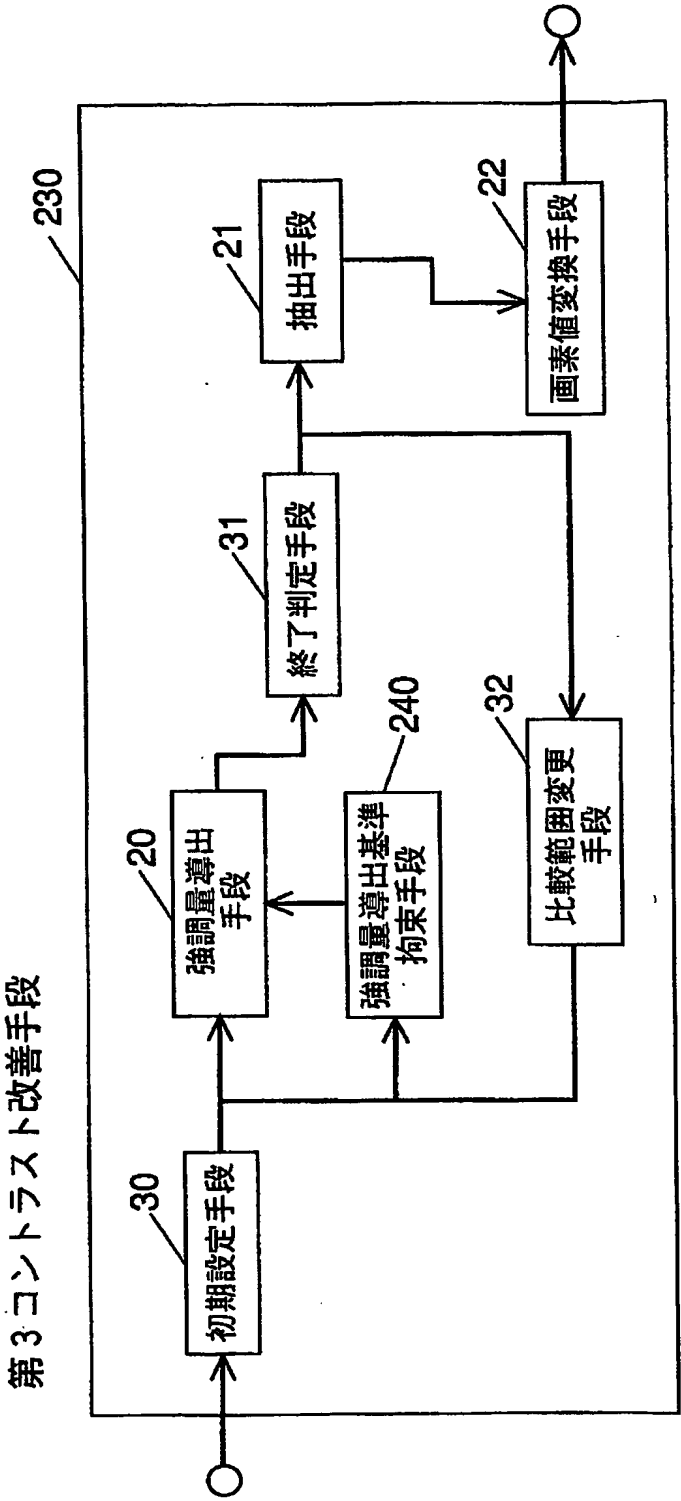 第3コントラスト改善手段
230
30
初期設定手段
20
強調量導出
手段
240
強調量導出基準
拘束手段
31
終了判定手段
32
比較範囲変更
手段
21
抽出手段
22
画素値変換手段